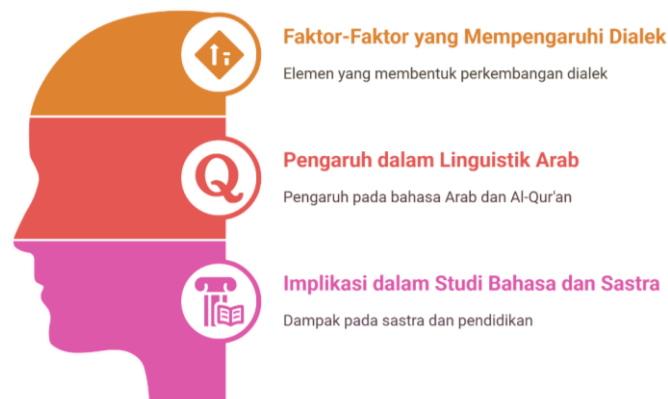 Faktor-Faktor yang Mempengaruhi Dialek
Elemen yang membentuk perkembangan dialek
Q
Pengaruh dalam Linguistik Arab
Pengaruh pada bahasa Arab dan Al-Qur'an
Implikasi dalam Studi Bahasa dan Sastra
Dampak pada sastra dan pendidikan